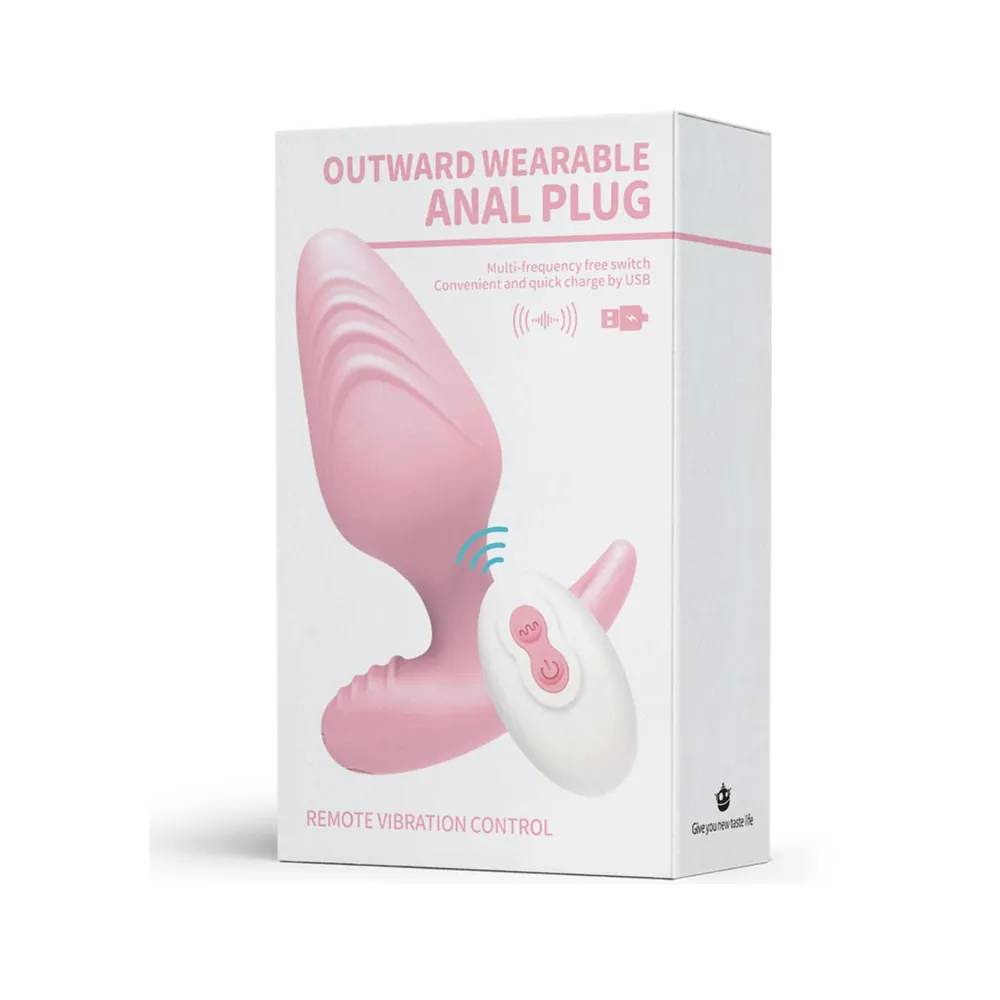 OUTWARD WEARABLE
ANAL PLUG
Multi-frequency free switch
Convenient and quick charge by USB
REMOTE VIBRATION CONTROL
Give you new taste life